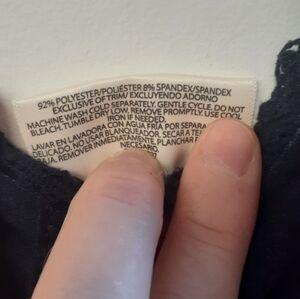 92% POLYESTER/POLIÉSTER 8% SPANDEX/SPANDEX
EXCLUSIVE OF TRIM/ EXCLUYENDO ADORNO
MACHINE WASH COLD SEPARATELY, GENTLE CYCLE. DO NOT
BLEACH. TUMBLE DRY LOW. REMOVE PROMPTLY. USE COOL
IRON IF NEEDED.
LAVAR EN LAVADORA CON AGUA FRÍA POR SEPARA
DELICADO. NO USAR BLANQUEADOR. SECAR A
REMOVER INMEDIATAMENTE. PLANCHAR
NECESARIO.